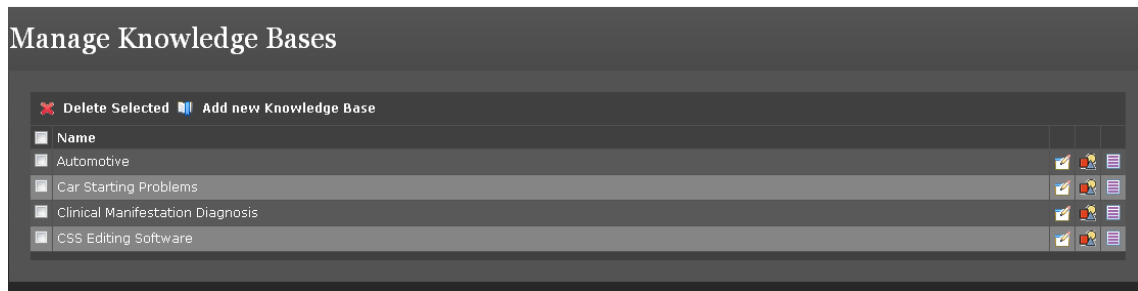 Manage Knowledge Bases
Delete Selected Add new Knowledge Base
Name
Automotive
Car Starting Problems
Clinical Manifestation Diagnosis
CSS Editing Software